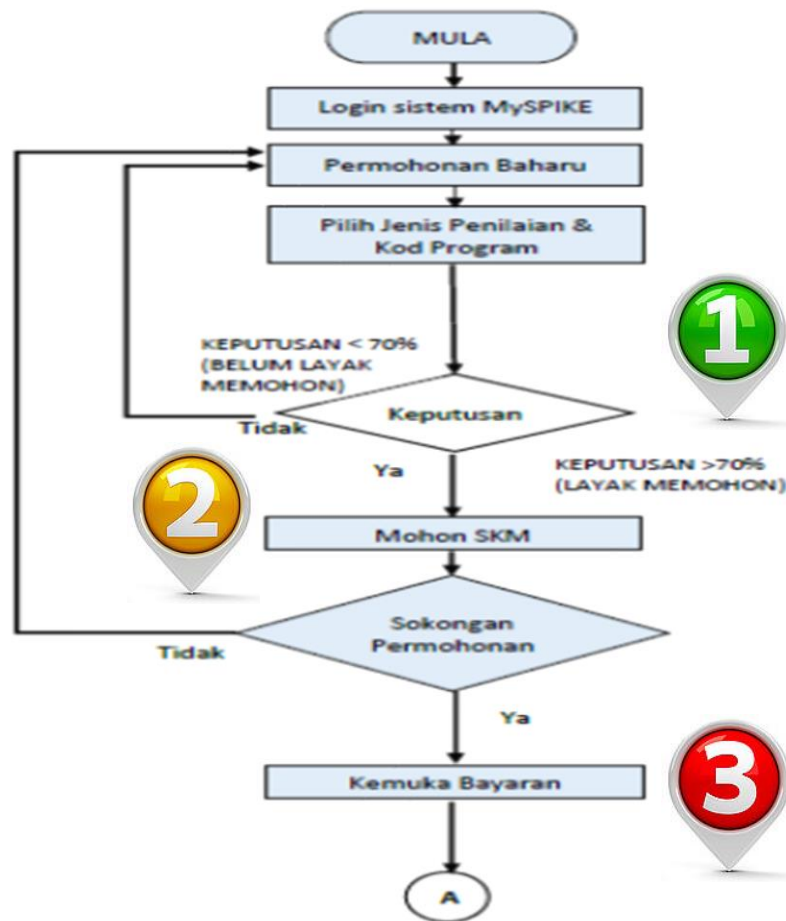 MULA
Login sistem MySPIKE
Permohonan Baharu
Pilih Jenis Penilaian &
Kod Program
1
KEPUTUSAN < 70%
(BELUM LAYAK
MEMOHON)
Keputusan
Tidak
Ya
KEPUTUSAN >70%
(LAYAK MEMOHON)
2
Mohon SKM
Sokongan
Permohonan
Tidak
Ya
Kemuka Bayaran
3
A